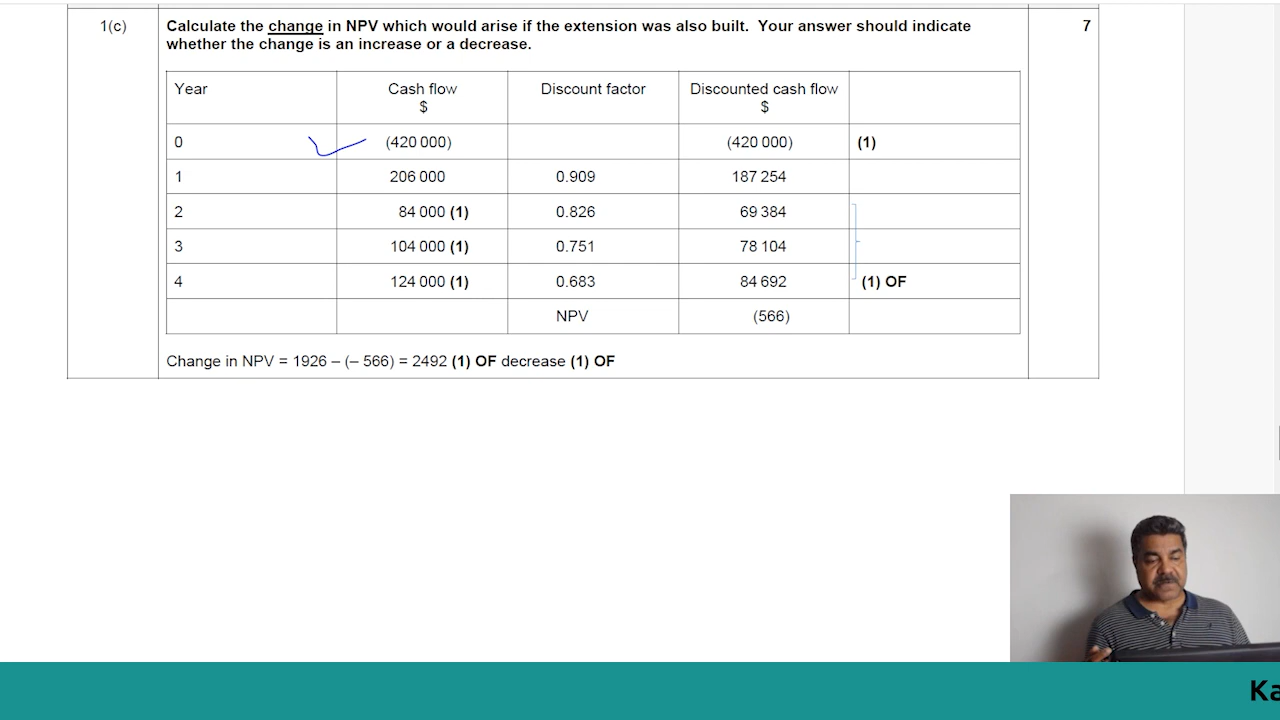 1(c) Calculate the change in NPV which would arise if the extension was also built. Your answer should indicate 7
whether the change is an increase or a decrease.
Year Cash flow Discount factor Discounted cash flow
$ $
0 (420 000) (420 000) (1)
1 206 000 0.909 187 254
2 84 000 (1) 0.826 69 384
3 104 000 (1) 0.751 78 104
4 124 000 (1) 0.683 84 692 (1) OF
NPV (566)
Change in NPV = 1926 – (– 566) = 2492 (1) OF decrease (1) OF